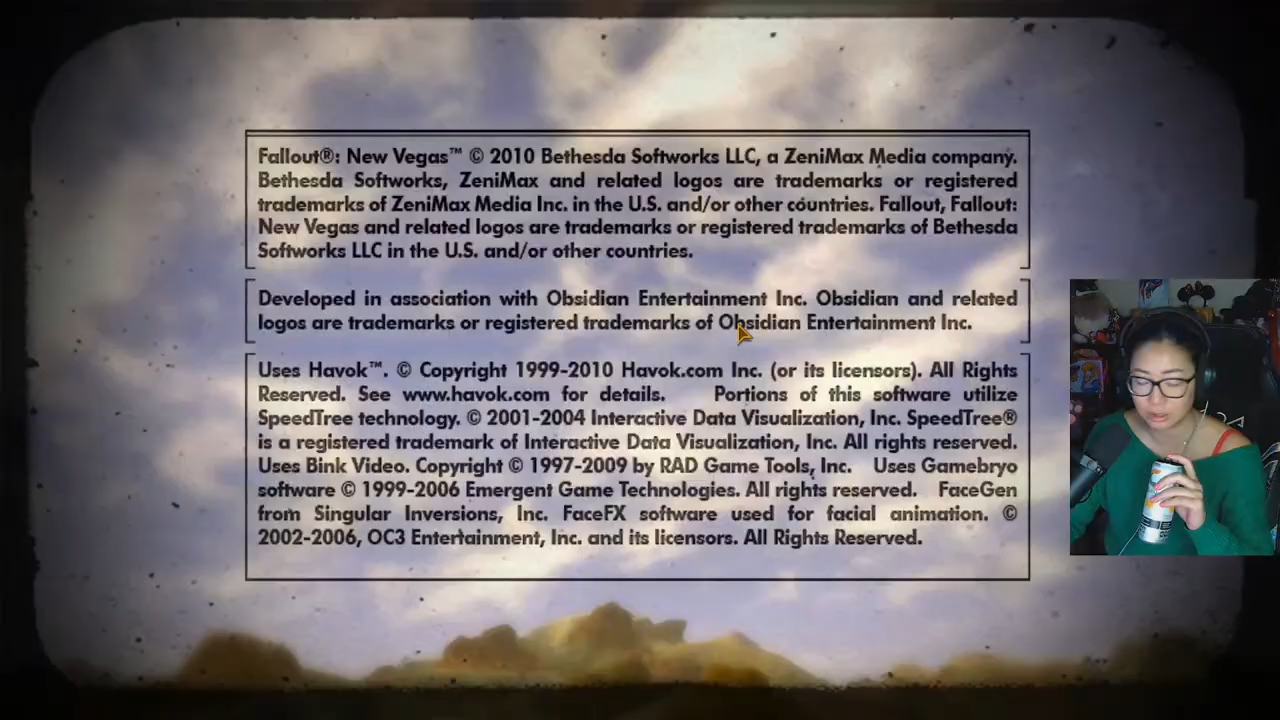 Fallout®: New Vegas™ © 2010 Bethesda Softworks LLC, a ZeniMax Media company.
Bethesda Softworks, ZeniMax and related logos are trademarks or registered
trademarks of ZeniMax Media Inc. in the U.S. and/or other countries. Fallout, Fallout:
New Vegas and related logos are trademarks or registered trademarks of Bethesda
Softworks LLC in the U.S. and/or other countries.
Developed in association with Obsidian Entertainment Inc. Obsidian and related
logos are trademarks or registered trademarks of Obsidian Entertainment Inc.
Uses Havok™. © Copyright 1999-2010 Havok.com Inc. (or its licensors). All Rights
Reserved. See www.havok.com for details. Portions of this software utilize
SpeedTree technology. © 2001-2004 Interactive Data Visualization, Inc. SpeedTree®
is a registered trademark of Interactive Data Visualization, Inc. All rights reserved.
Uses Bink Video. Copyright © 1997-2009 by RAD Game Tools, Inc. Uses Gamebryo
software © 1999-2006 Emergent Game Technologies. All rights reserved. FaceGen
from Singular Inversions, Inc. FaceFX software used for facial animation. ©
2002-2006, OC3 Entertainment, Inc. and its licensors. All Rights Reserved.